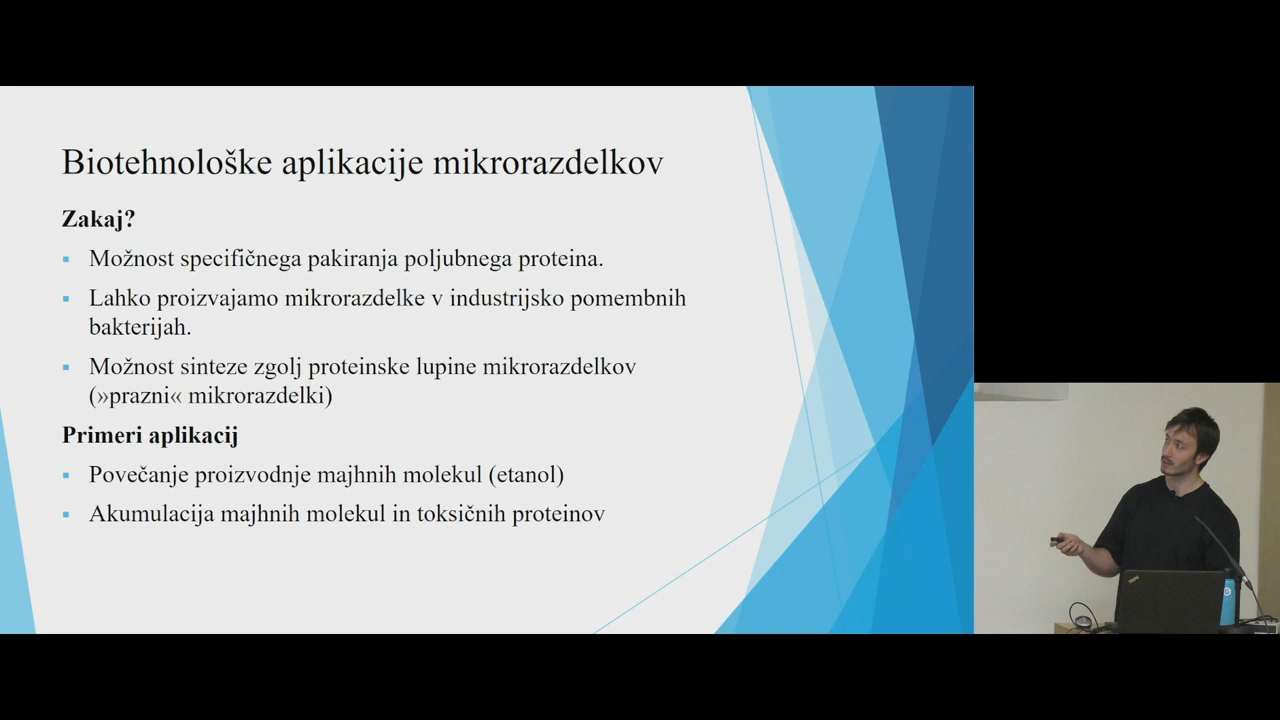 Biotehnološke aplikacije mikrorazdelkov
Zakaj?
Možnost specifičnega pakiranja poljubnega proteina.
Lahko proizvajamo mikrorazdelke v industrijsko pomembnih
bakterijah.
Možnost sinteze zgolj proteinske lupine mikrorazdelkov
(»prazni« mikrorazdelki)
Primeri aplikacij
Povečanje proizvodnje majhnih molekul (etanol)
Akumulacija majhnih molekul in toksičnih proteinov